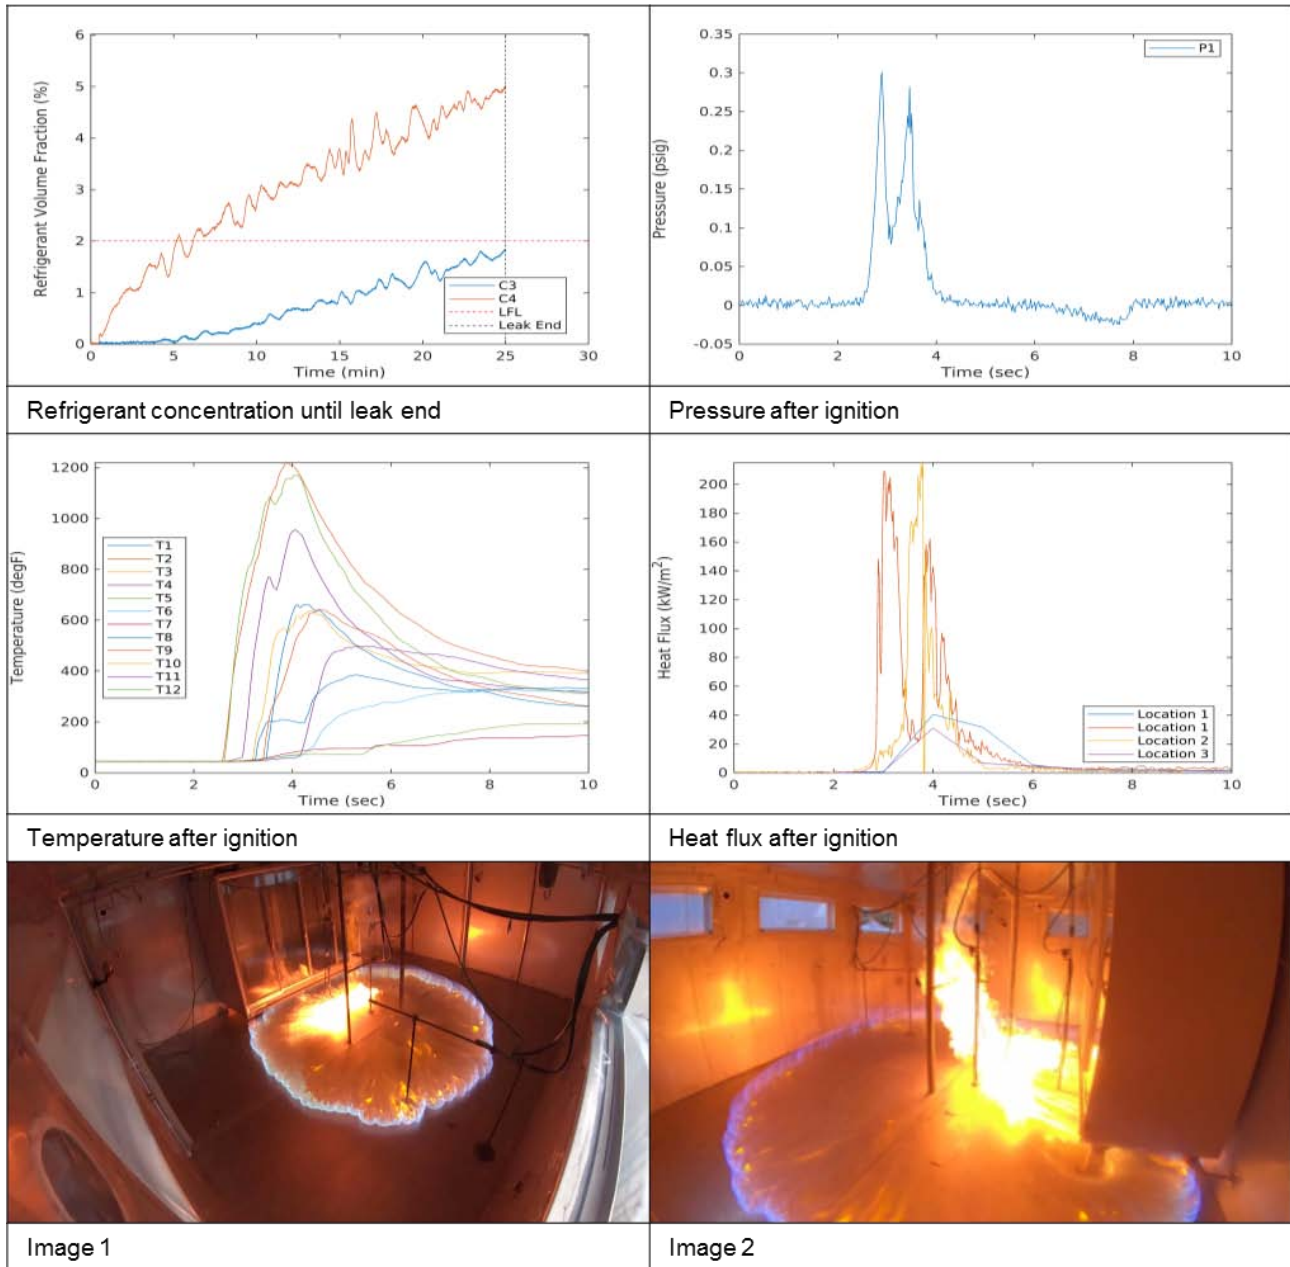 6
5
4
3
2
1
0
0
5
10
15
20
25
30
Refrigerant Volume Fraction (%)
Time (min)
C3
C4
LFL
Leak End
0.35
0.3
0.25
0.2
0.15
0.1
0.05
0
-0.05
0
2
4
6
8
10
Pressure (psig)
Time (sec)
P1
Refrigerant concentration until leak end
Pressure after ignition
1200
1000
800
600
400
200
0
0
2
4
6
8
10
Temperature (degF)
Time (sec)
T1
T2
T3
T4
T5
T6
T7
T8
T9
T10
T11
T12
200
180
160
140
120
100
80
60
40
20
0
0
2
4
6
8
10
Heat Flux (kW/m²)
Time (sec)
Location 1
Location 1
Location 2
Location 3
Temperature after ignition
Heat flux after ignition
Image 1
Image 2